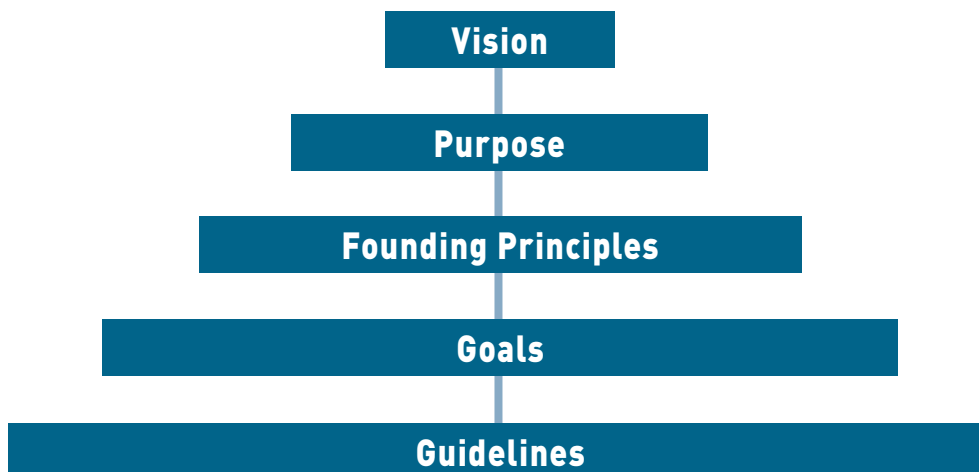 Vision
Purpose
Founding Principles
Goals
Guidelines